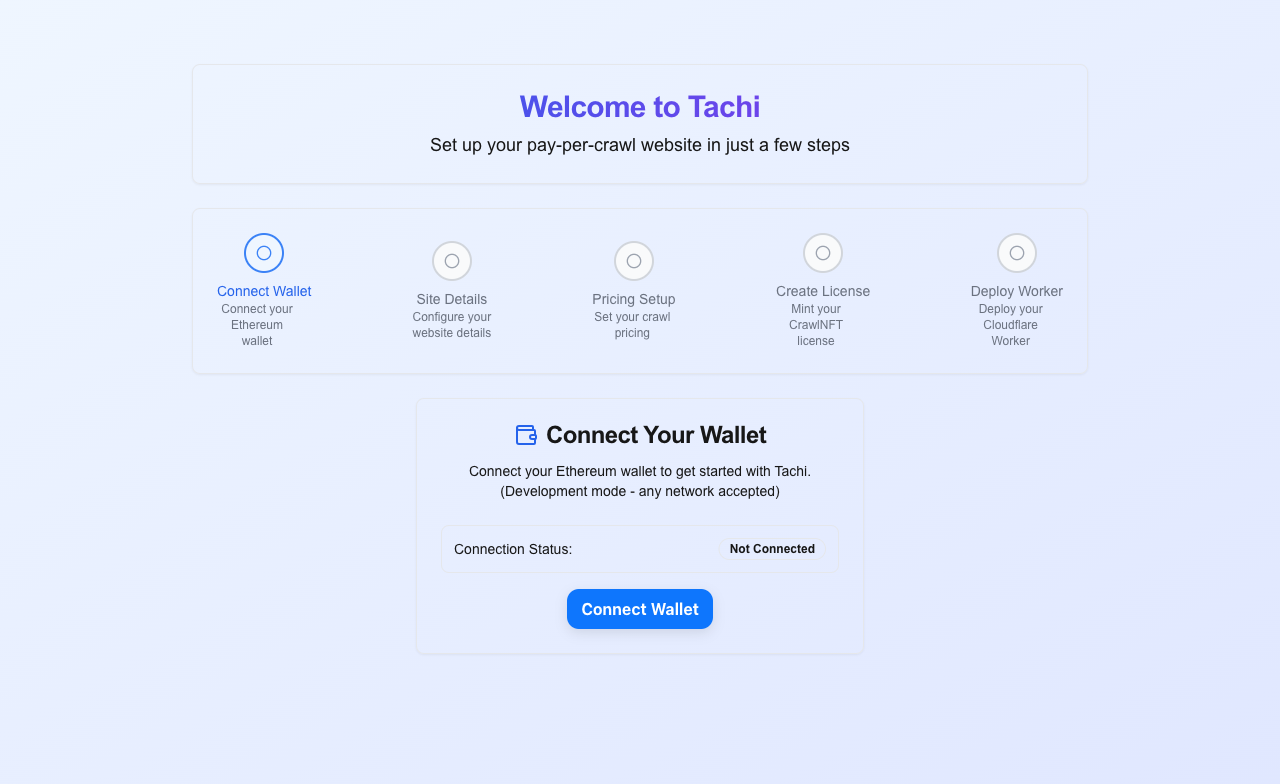 Welcome to Tachi
Set up your pay-per-crawl website in just a few steps
Connect Wallet
Connect your
Ethereum
wallet
Site Details
Configure your
website details
Pricing Setup
Set your crawl
pricing
Create License
Mint your
CrawlNFT
license
Deploy Worker
Deploy your
Cloudflare
Worker
Connect Your Wallet
Connect your Ethereum wallet to get started with Tachi.
(Development mode - any network accepted)
Connection Status:
Not Connected
Connect Wallet